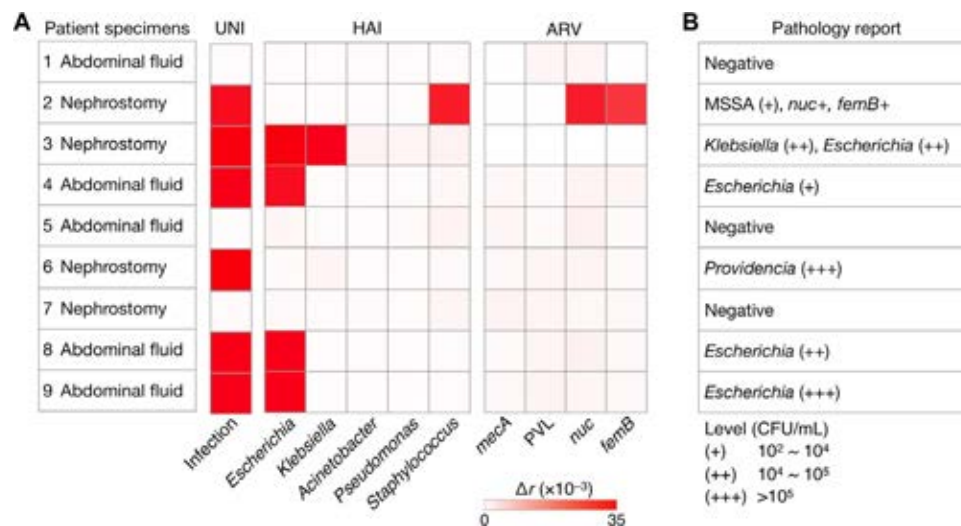 A
Patient specimens UNI HAI ARV
1 Abdominal fluid
2 Nephrostomy
3 Nephrostomy
4 Abdominal fluid
5 Abdominal fluid
6 Nephrostomy
7 Nephrostomy
8 Abdominal fluid
9 Abdominal fluid
Infection
Escherichia
Klebsiella
Acinetobacter
Pseudomonas
Staphylococcus
mecA
PVL
nuc
femB
Δr (×10⁻³)
0 35
B
Pathology report
Negative
MSSA (+), nuc+, femB+
Klebsiella (++), Escherichia (++)
Escherichia (+)
Negative
Providencia (+++)
Negative
Escherichia (++)
Escherichia (+++)
Level (CFU/mL)
(+) 10² ~ 10⁴
(++) 10⁴ ~ 10⁵
(+++) >10⁵